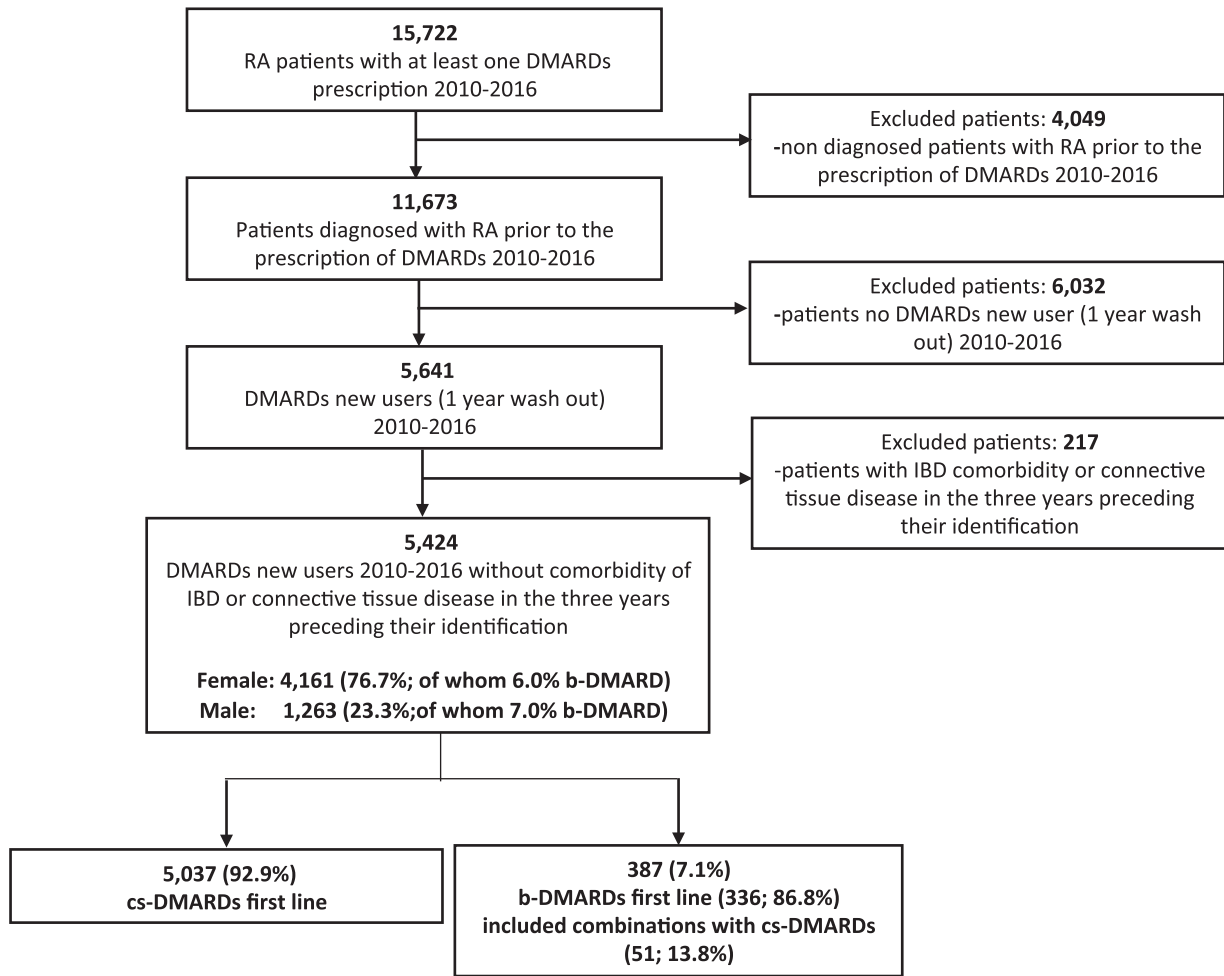 15,722
RA patients with at least one DMARDs
prescription 2010-2016
Excluded patients: 4,049
-non diagnosed patients with RA prior to the
prescription of DMARDs 2010-2016
11,673
Patients diagnosed with RA prior to the
prescription of DMARDs 2010-2016
Excluded patients: 6,032
-patients no DMARDs new user (1 year wash
out) 2010-2016
5,641
DMARDs new users (1 year wash out)
2010-2016
Excluded patients: 217
-patients with IBD comorbidity or connective
tissue disease in the three years preceding
their identification
5,424
DMARDs new users 2010-2016 without comorbidity of
IBD or connective tissue disease in the three years
preceding their identification
Female: 4,161 (76.7%; of whom 6.0% b-DMARD)
Male: 1,263 (23.3%;of whom 7.0% b-DMARD)
5,037 (92.9%)
cs-DMARDs first line
387 (7.1%)
b-DMARDs first line (336; 86.8%)
included combinations with cs-DMARDs
(51; 13.8%)